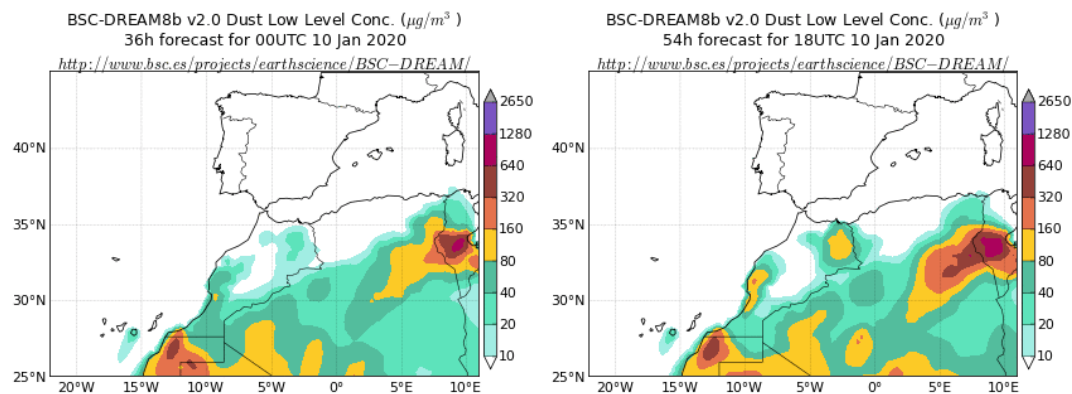 BSC-DREAM8b v2.0 Dust Low Level Conc. (μg/m³ )
36h forecast for 00UTC 10 Jan 2020
http://www.bsc.es/projects/earthscience/BSC−DREAM/
2650
1280
640
320
160
80
40
20
10
40°N
35°N
30°N
25°N
20°W 15°W 10°W 5°W 0° 5°E 10°E
BSC-DREAM8b v2.0 Dust Low Level Conc. (μg/m³ )
54h forecast for 18UTC 10 Jan 2020
http://www.bsc.es/projects/earthscience/BSC−DREAM/
2650
1280
640
320
160
80
40
20
10
40°N
35°N
30°N
25°N
20°W 15°W 10°W 5°W 0° 5°E 10°E